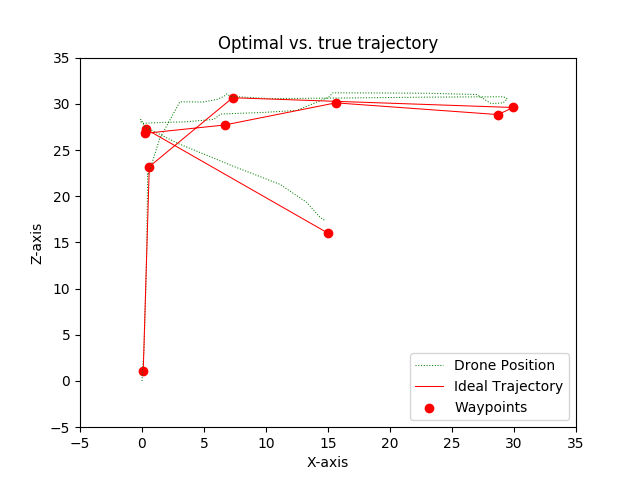 Optimal vs. true trajectory
35
30
25
20
15
10
5
0
−5
Z-axis
−5 0 5 10 15 20 25 30 35
X-axis
Drone Position
Ideal Trajectory
Waypoints